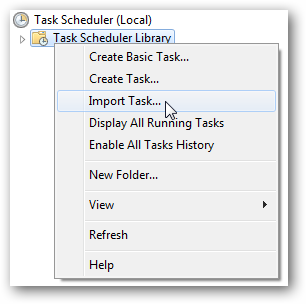 Task Scheduler (Local)
Task Scheduler Library
Create Basic Task...
Create Task...
Import Task...
Display All Running Tasks
Enable All Tasks History
New Folder...
View
Refresh
Help